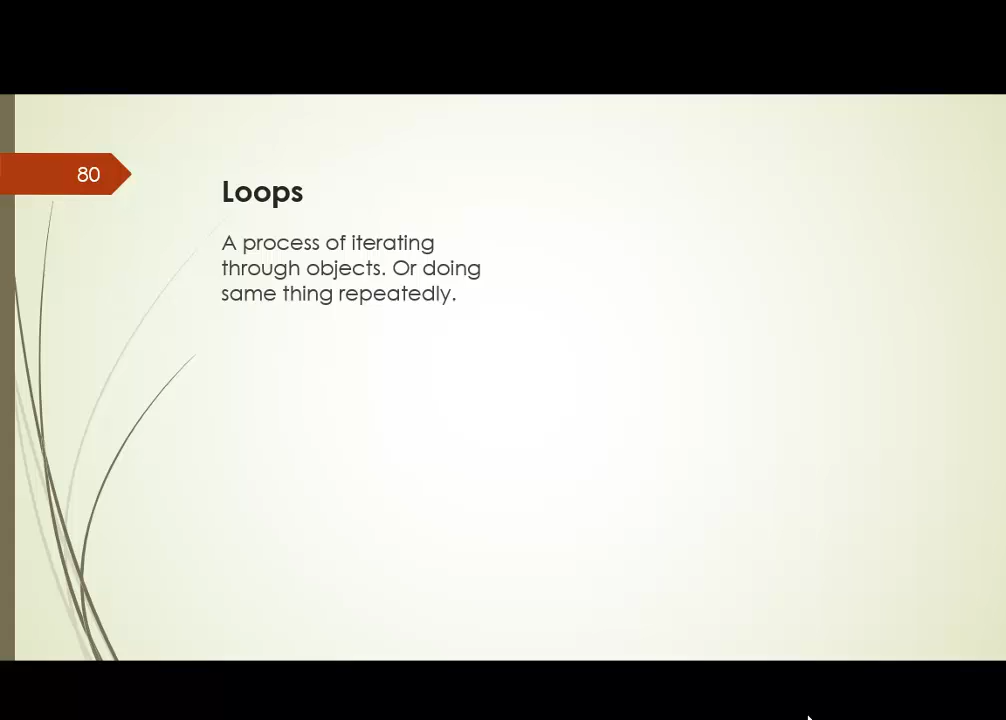 80
Loops
A process of iterating
through objects. Or doing
same thing repeatedly.